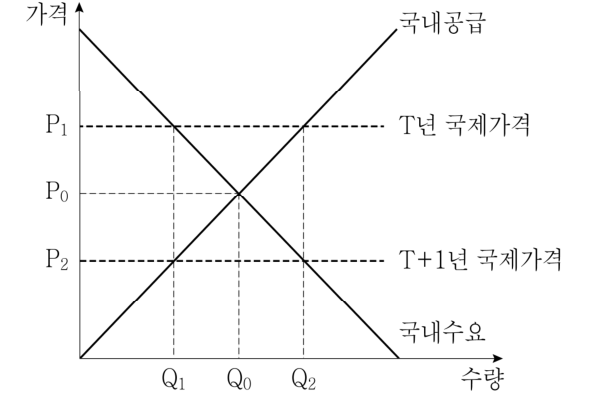 가격
국내공급
P₁
T년 국제가격
P₀
P₂
T+1년 국제가격
국내수요
Q₁ Q₀ Q₂
수량